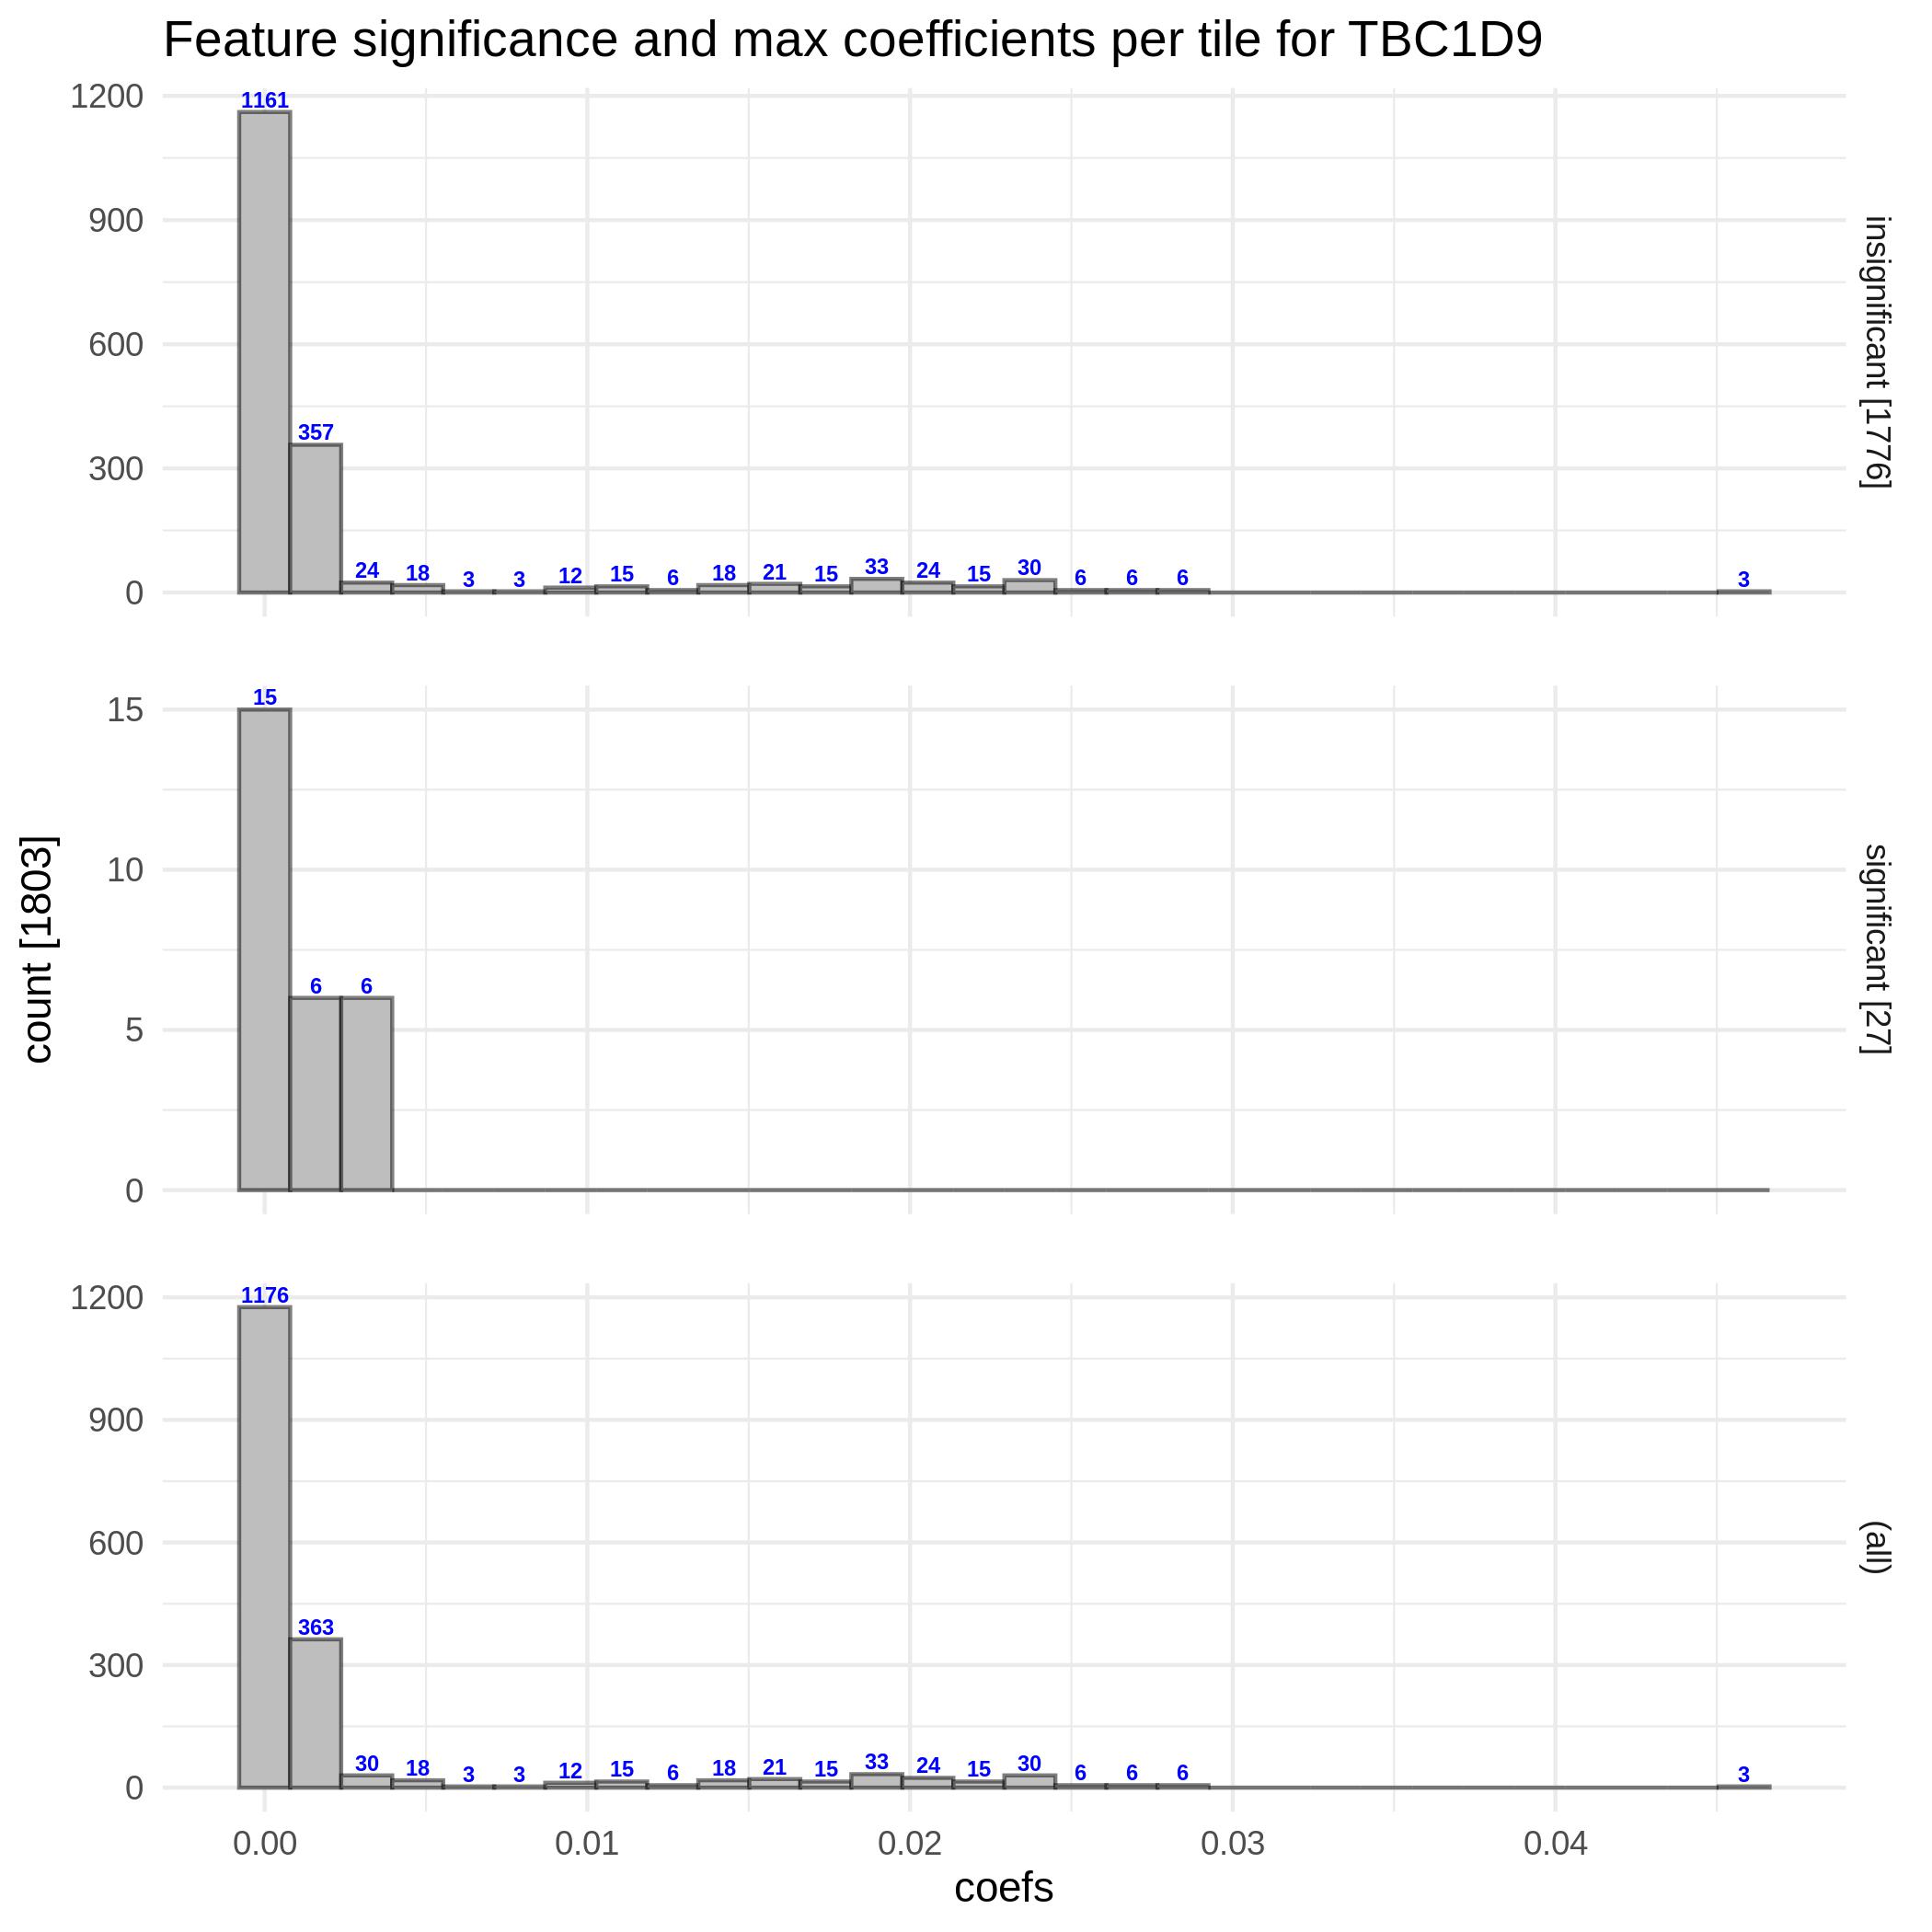 Feature significance and max coefficients per tile for TBC1D9
1200
900
600
300
0
1161
357
24 18 3 3 12 15 6 18 21 15 33 24 15 30 6 6 6 3
insignificant [1776]
15
10
5
0
15
6 6
significant [27]
count [1803]
1200
900
600
300
0
1176
363
30 18 3 3 12 15 6 18 21 15 33 24 15 30 6 6 6 3
(all)
0.00 0.01 0.02 0.03 0.04
coefs